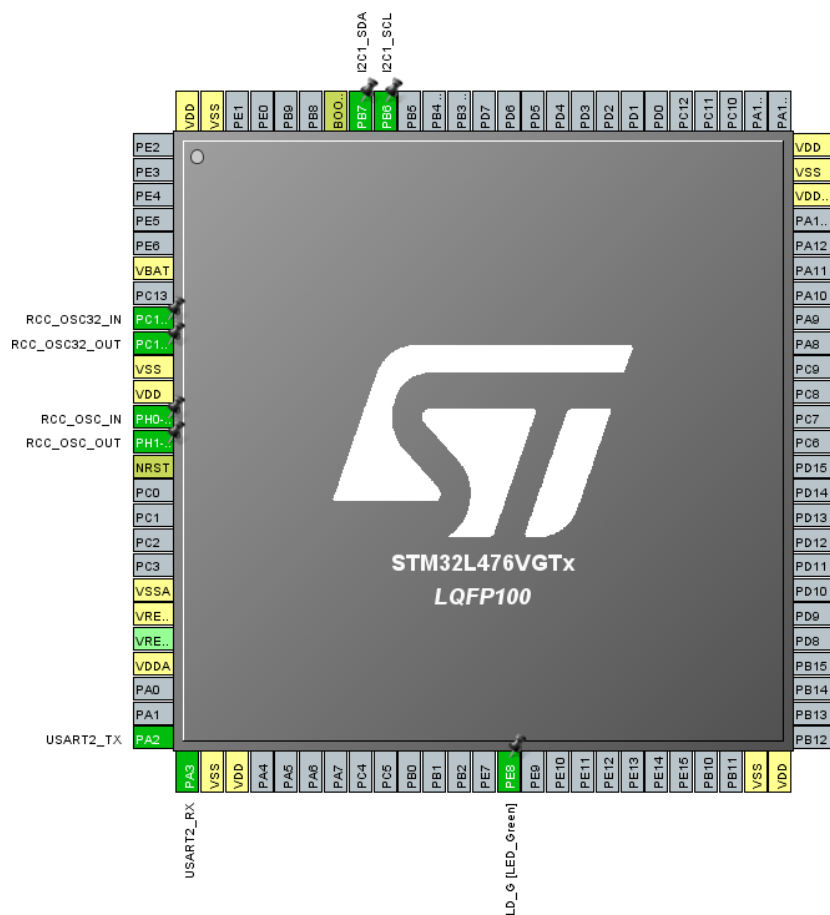 I2C1_SDA
I2C1_SCL
VDD
VSS
PE1
PE0
PB9
PB8
BOO..
PB7
PB6
PB5
PB4..
PB3..
PD7
PD6
PD5
PD4
PD3
PD2
PD1
PD0
PC12
PC11
PC10
PA1..
PA1..
PE2
PE3
PE4
PE5
PE6
VBAT
PC13
RCC_OSC32_IN PC1..
RCC_OSC32_OUT PC1..
VSS
VDD
RCC_OSC_IN PH0-..
RCC_OSC_OUT PH1-..
NRST
PC0
PC1
PC2
PC3
VSSA
VRE..
VRE..
VDDA
PA0
PA1
USART2_TX PA2
STM32L476VGTx
LQFP100
VDD
VSS
VDD..
PA1..
PA12
PA11
PA10
PA9
PA8
PC9
PC8
PC7
PC6
PD15
PD14
PD13
PD12
PD11
PD10
PD9
PD8
PB15
PB14
PB13
PB12
PA3
VSS
VDD
PA4
PA5
PA6
PA7
PC4
PC5
PB0
PB1
PB2
PE7
PE8
PE9
PE10
PE11
PE12
PE13
PE14
PE15
PB10
PB11
VSS
VDD
USART2_RX
LD_G [LED_Green]